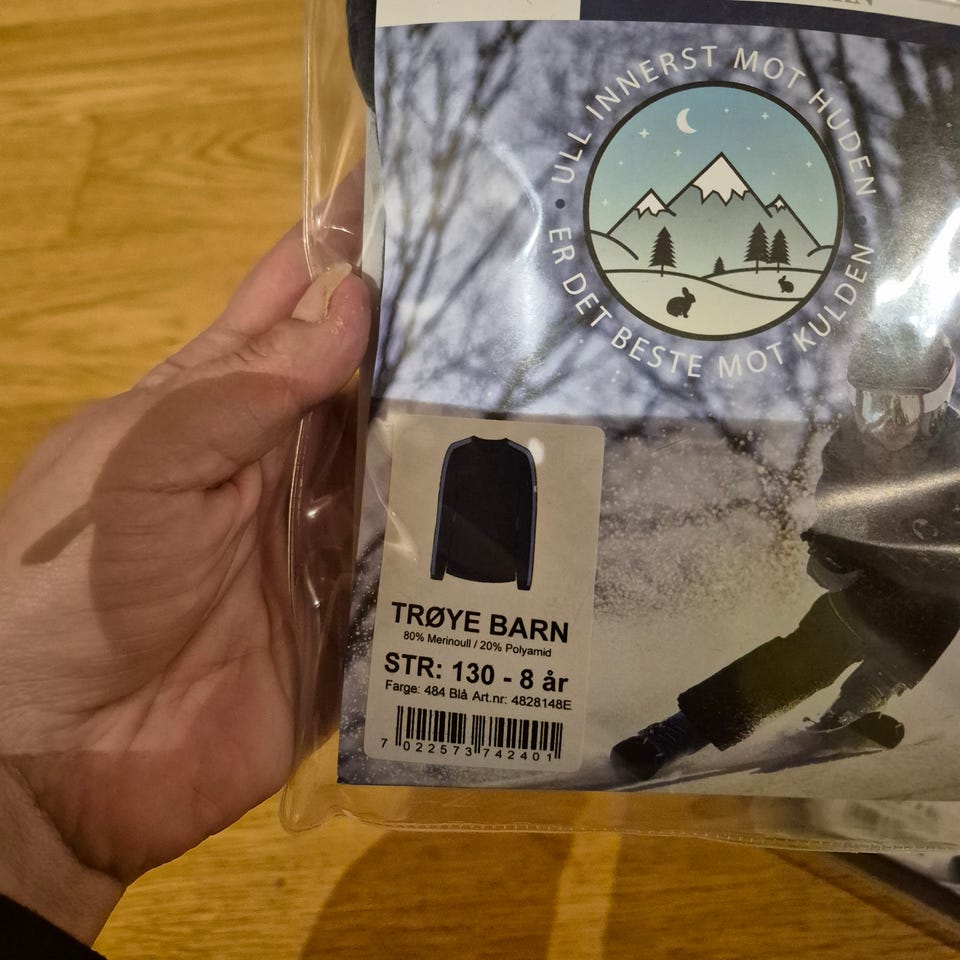 ULL INNERST MOT HUDEN
• ER DET BESTE MOT KULDEN •
TRØYE BARN
80% Merinoull / 20% Polyamid
STR: 130 - 8 år
Farge: 484 Blå Art.nr: 4828148E
7 022573 742401